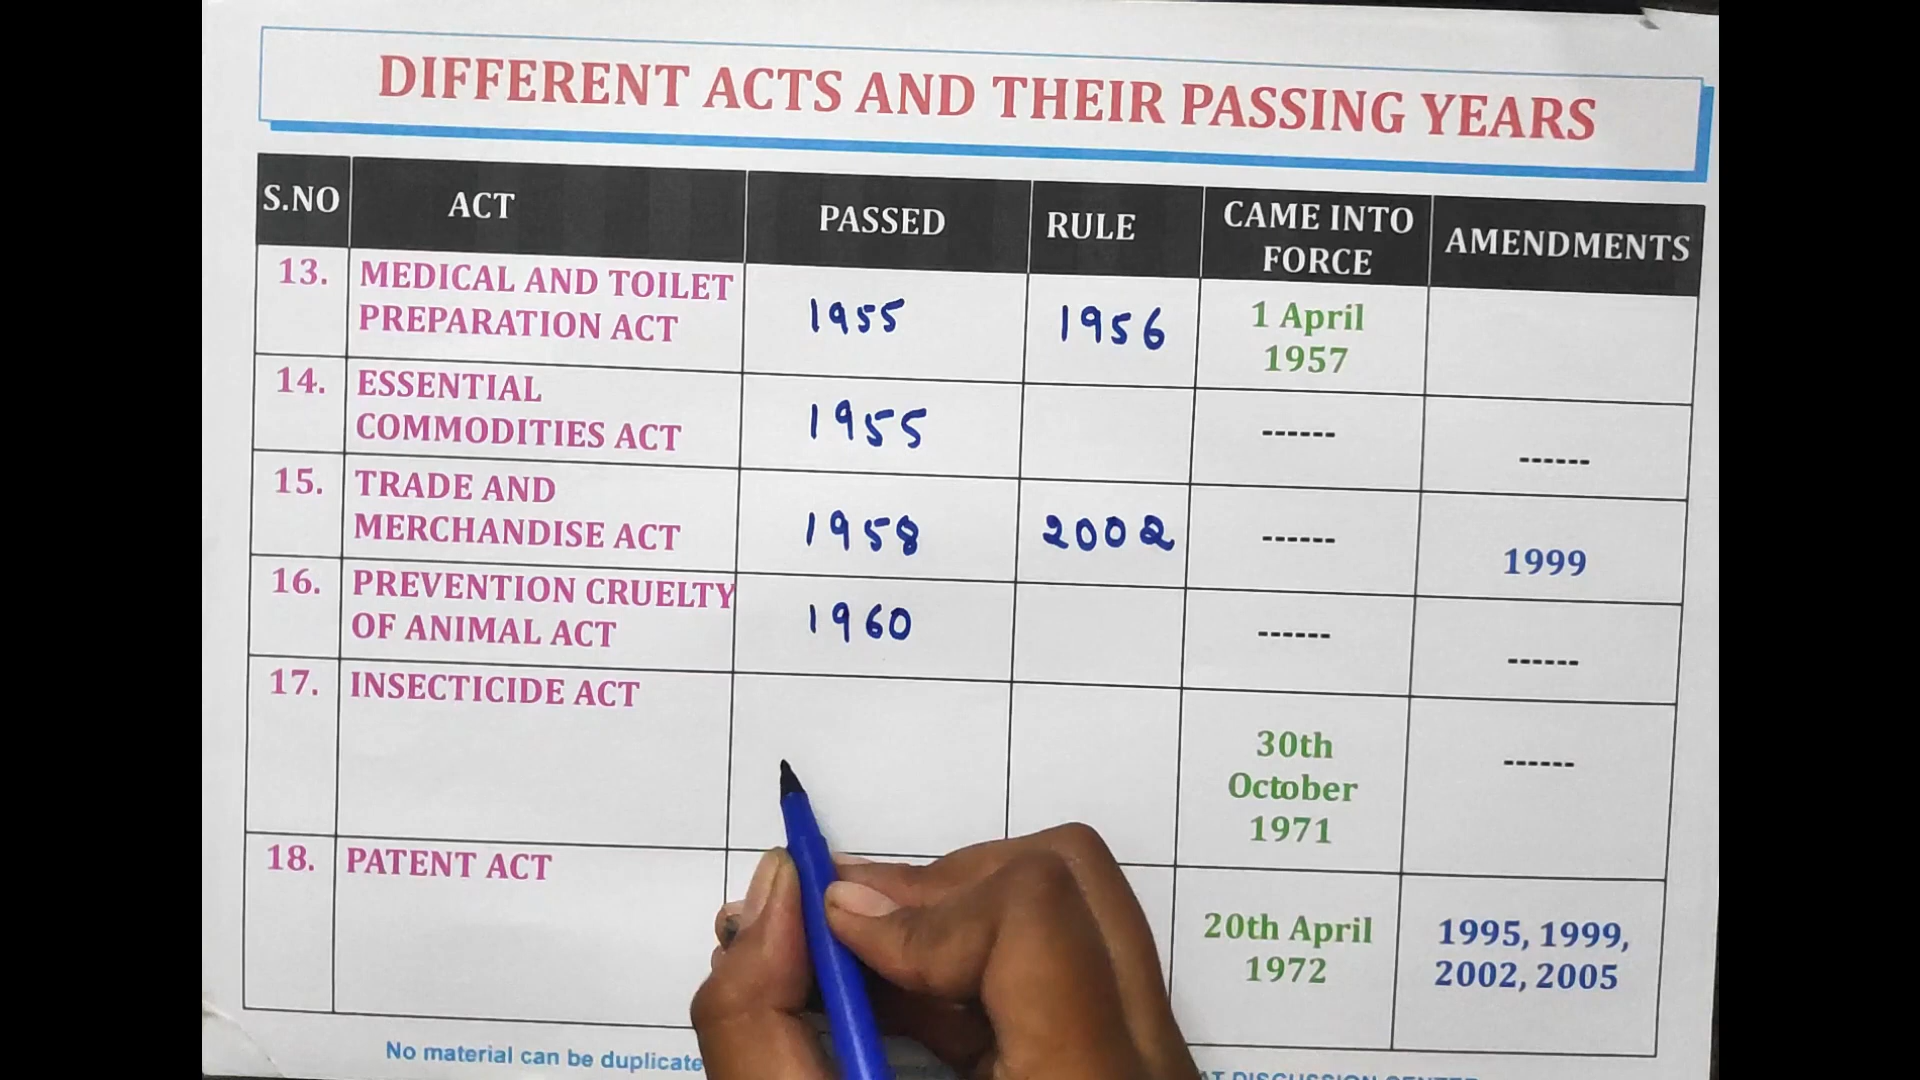 DIFFERENT ACTS AND THEIR PASSING YEARS
S.NO ACT PASSED RULE CAME INTO FORCE AMENDMENTS
13. MEDICAL AND TOILET PREPARATION ACT 1955 1956 1 April 1957
14. ESSENTIAL COMMODITIES ACT 1955 ------ ------
15. TRADE AND MERCHANDISE ACT 1958 2002 ------ 1999
16. PREVENTION CRUELTY OF ANIMAL ACT 1960 ------ ------
17. INSECTICIDE ACT 30th October 1971 ------
18. PATENT ACT 20th April 1972 1995, 1999, 2002, 2005
No material can be duplicate
DISCUSSION CENTER